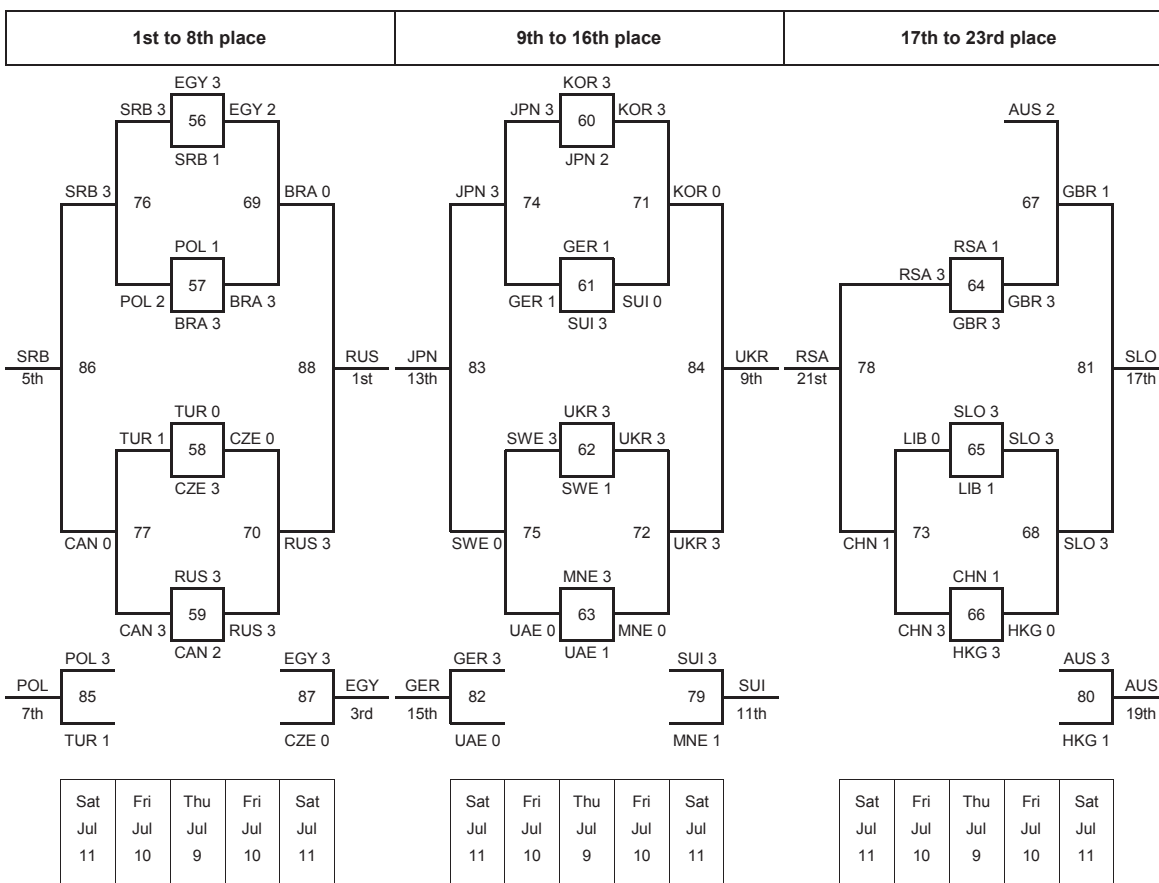 1st to 8th place 9th to 16th place 17th to 23rd place
EGY 3 KOR 3
SRB 3 56 EGY 2 JPN 3 60 KOR 3 AUS 2
SRB 1 JPN 2
SRB 3 76 69 BRA 0 JPN 3 74 71 KOR 0 67 GBR 1
POL 1 GER 1 RSA 1
POL 2 57 BRA 3 GER 1 61 SUI 0 RSA 3 64 GBR 3
BRA 3 SUI 3 GBR 3
SRB 86 88 RUS JPN 83 84 UKR RSA 78 81 SLO
5th 1st 13th 9th 21st 17th
TUR 0 UKR 3 SLO 3
TUR 1 58 CZE 0 SWE 3 62 UKR 3 LIB 0 65 SLO 3
CZE 3 SWE 1 LIB 1
CAN 0 77 70 RUS 3 SWE 0 75 72 UKR 3 CHN 1 73 68 SLO 3
RUS 3 MNE 3 CHN 1
CAN 3 59 RUS 3 UAE 0 63 MNE 0 CHN 3 66 HKG 0
CAN 2 UAE 1 HKG 3
POL 3 EGY 3 GER 3 SUI 3 AUS 3
POL 85 87 EGY GER 82 79 SUI 80 AUS
7th 3rd 15th 11th 19th
TUR 1 CZE 0 UAE 0 MNE 1 HKG 1
Sat Fri Thu Fri Sat Sat Fri Thu Fri Sat Sat Fri Thu Fri Sat
Jul Jul Jul Jul Jul Jul Jul Jul Jul Jul Jul Jul Jul Jul Jul
11 10 9 10 11 11 10 9 10 11 11 10 9 10 11